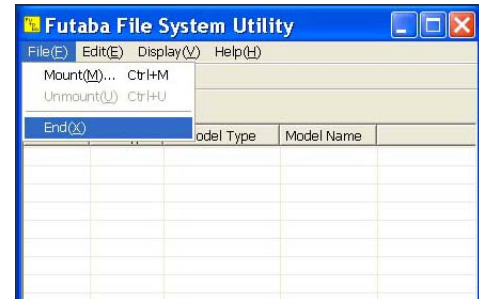 Futaba File System Utility
File(F) Edit(E) Display(V) Help(H)
Mount(M)... Ctrl+M
Unmount(U) Ctrl+U
End(X)
odel Type Model Name